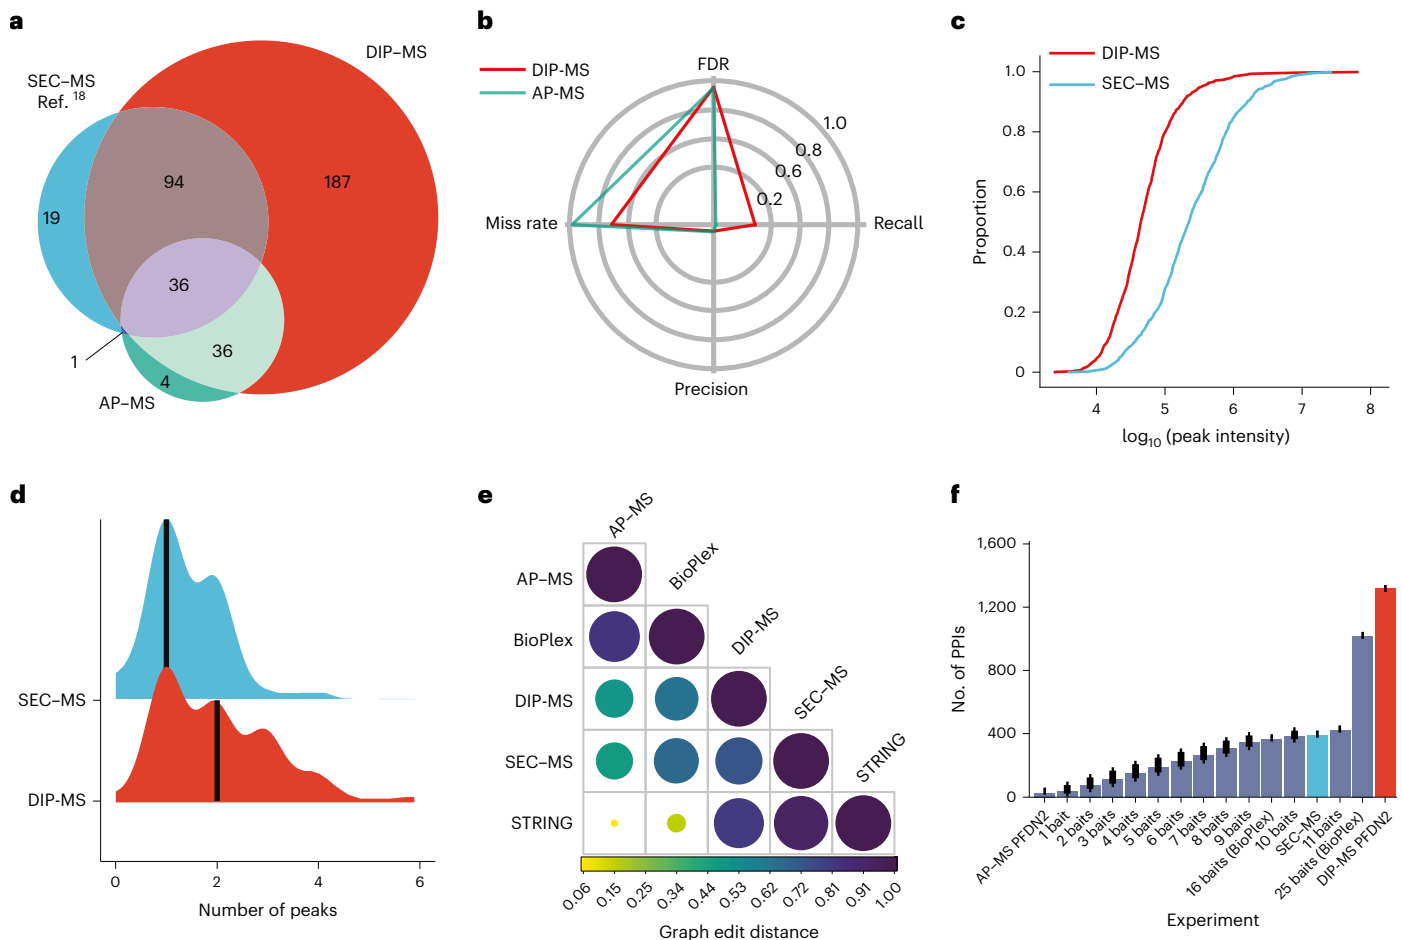 a
DIP–MS
SEC–MS
Ref. 18
94
187
19
36
1
36
4
AP–MS
b
DIP-MS
AP-MS
FDR
1.0
0.8
0.6
0.2
Miss rate
Recall
Precision
c
DIP-MS
SEC–MS
1.0
0.8
0.6
0.4
0.2
0
Proportion
4 5 6 7 8
log10 (peak intensity)
d
SEC–MS
DIP-MS
0 2 4 6
Number of peaks
e
AP–MS
BioPlex
DIP-MS
SEC–MS
STRING
AP–MS
BioPlex
DIP-MS
SEC–MS
STRING
0.06 0.15 0.25 0.34 0.44 0.53 0.62 0.72 0.81 0.91 1.00
Graph edit distance
f
1,600
1,200
800
400
0
No. of PPIs
AP–MS PFDN2
1 bait
2 baits
3 baits
4 baits
5 baits
6 baits
7 baits
8 baits
9 baits
16 baits (BioPlex)
10 baits
SEC–MS
11 baits
25 baits (BioPlex)
DIP-MS PFDN2
Experiment